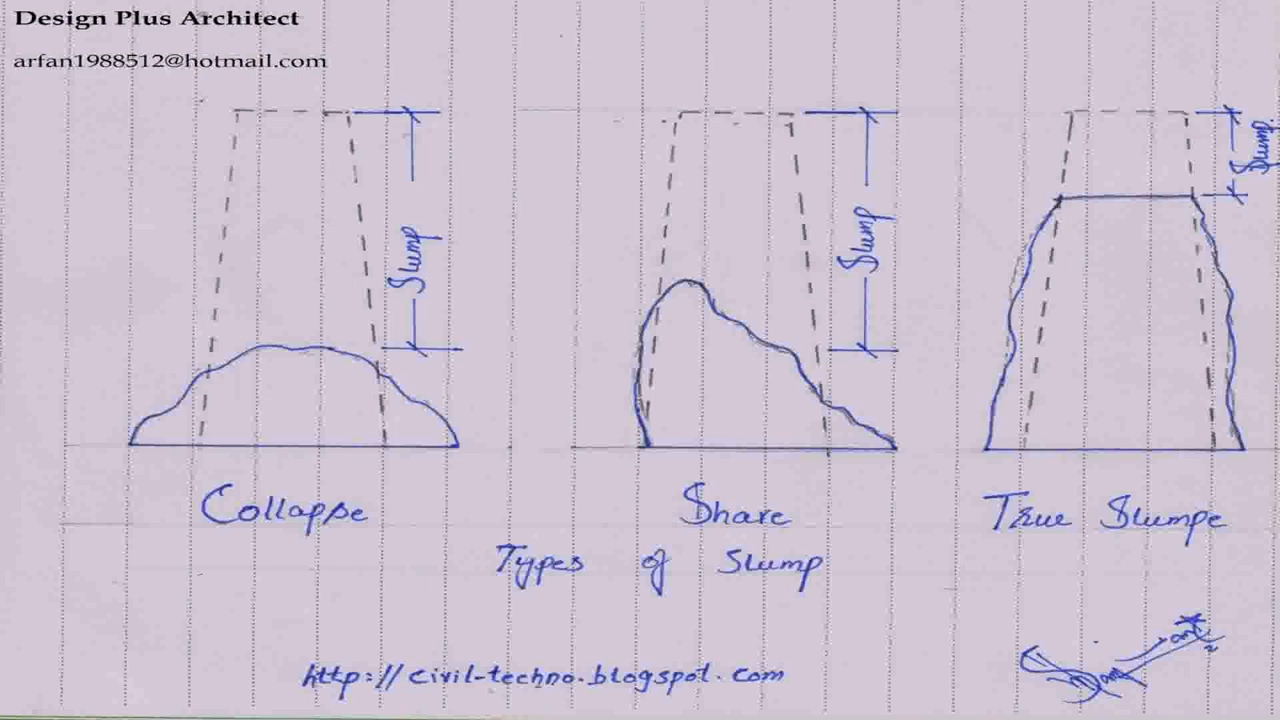 Design Plus Architect
arfan1988512@hotmail.com
Slump
Slump
Slump
Collapse
Share
True Slumpe
Types of Slump
http://civil-techno.blogspot.com